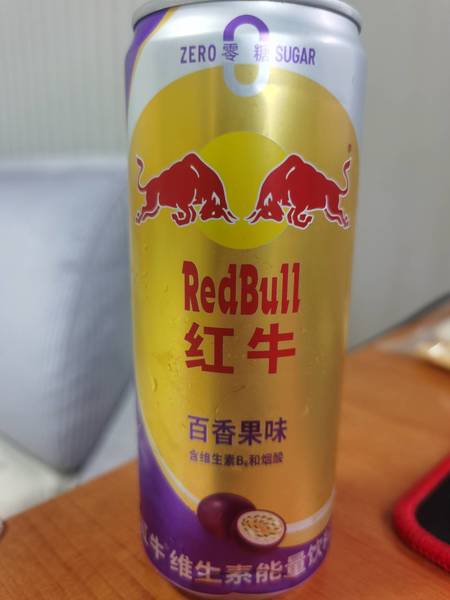 ZERO 零 糖 SUGAR
0
RedBull
红牛
百香果味
含维生素B₆和烟酸
红牛 维生素能量饮料